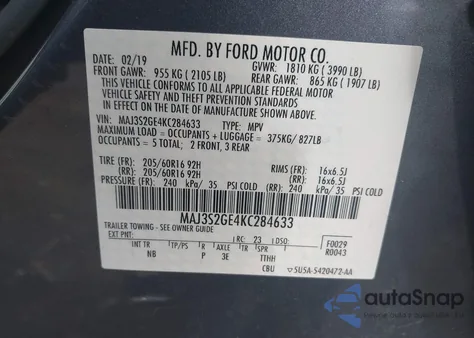 MFD. BY FORD MOTOR CO.
DATE: 02/19 GVWR: 1810 KG ( 3990 LB)
FRONT GAWR: 955 KG ( 2105 LB) REAR GAWR: 865 KG ( 1907 LB)
THIS VEHICLE CONFORMS TO ALL APPLICABLE FEDERAL MOTOR
VEHICLE SAFETY AND THEFT PREVENTION STANDARDS
IN EFFECT ON THE DATE OF MANUFACTURE SHOWN ABOVE.
VIN: MAJ3S2GE4KC284633 TYPE: MPV
MAXIMUM LOAD = OCCUPANTS + LUGGAGE = 375KG/ 827LB
OCCUPANTS = 5 TOTAL; 2 FRONT, 3 REAR
TIRE (FR): 205/60R16 92H RIMS (FR): 16x6.5J
(RR): 205/60R16 92H (RR): 16x6.5J
PRESSURE (FR): 240 kPa/ 35 PSI COLD (RR): 240 kPa/ 35 PSI COLD
MAJ3S2GE4KC284633
TRAILER TOWING - SEE OWNER GUIDE
EXT PNT: RC: 23 DSO: F0029
R0043
INT TR TP/PS R AXLE TR SPR
NB P 3E TTHH
CBU 5U5A-5420472-AA
autoSnap
autosnap.com